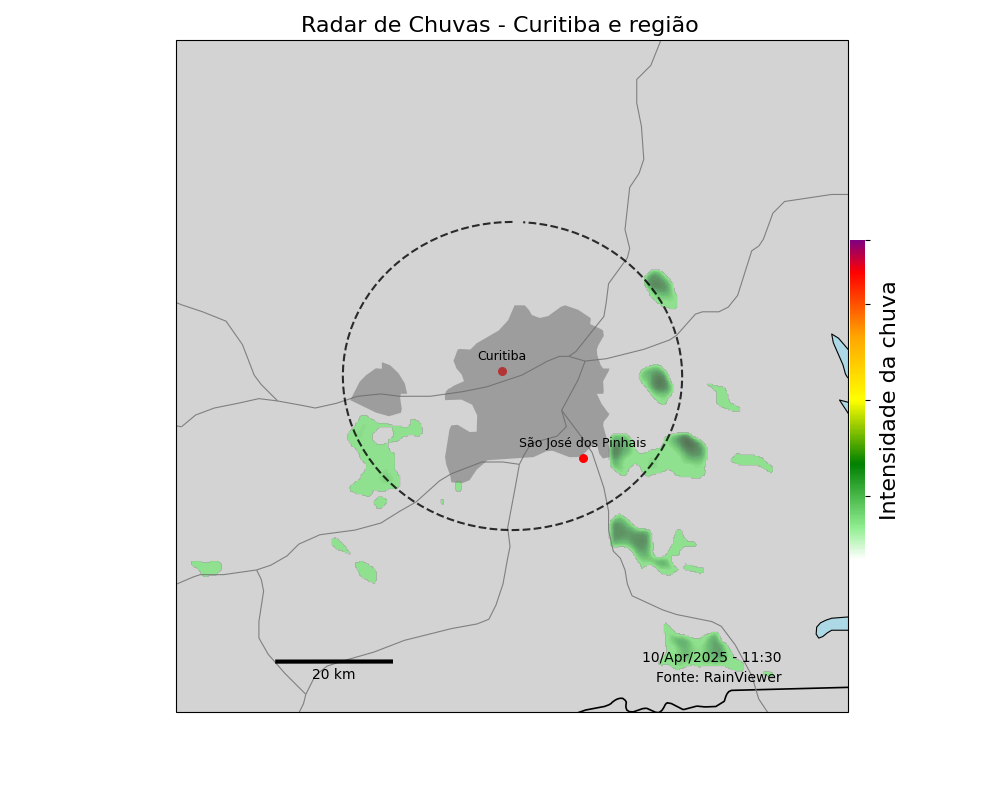 Radar de Chuvas - Curitiba e região
Curitiba
São José dos Pinhais
Intensidade da chuva
10/Apr/2025 - 11:30
20 km
Fonte: RainViewer